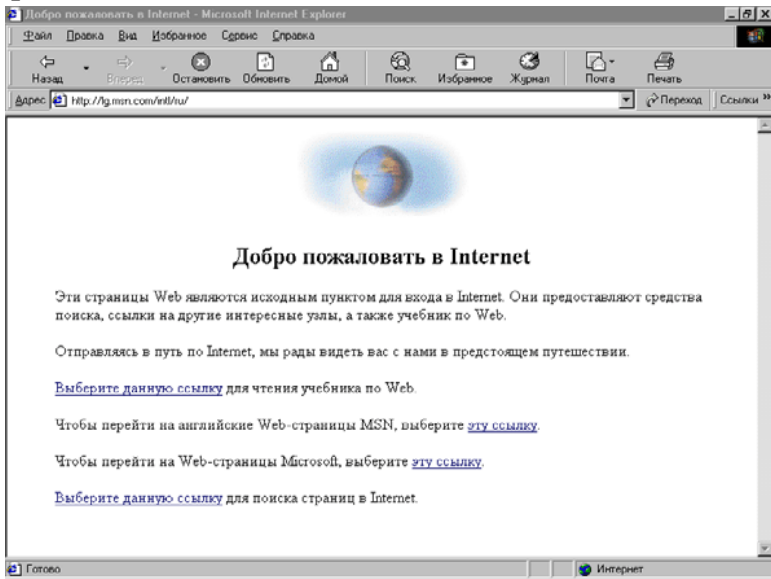 Добро пожаловать в Internet - Microsoft Internet Explorer
Файл Правка Вид Избранное Сервис Справка
Назад Вперед Остановить Обновить Домой Поиск Избранное Журнал Почта Печать
Адрес http://lg.msn.com/intl/ru/ Переход Ссылки »
Добро пожаловать в Internet
Эти страницы Web являются исходным пунктом для входа в Internet. Они предоставляют средства
поиска, ссылки на другие интересные узлы, а также учебник по Web.
Отправляясь в путь по Internet, мы рады видеть вас с нами в предстоящем путешествии.
Выберите данную ссылку для чтения учебника по Web.
Чтобы перейти на английские Web-страницы MSN, выберите эту ссылку.
Чтобы перейти на Web-страницы Microsoft, выберите эту ссылку.
Выберите данную ссылку для поиска страниц в Internet.
Готово Интернет